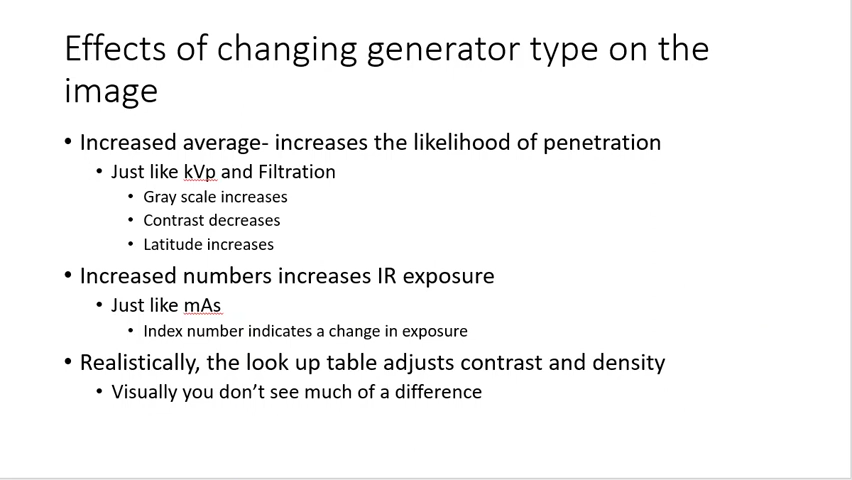 Effects of changing generator type on the
image
• Increased average- increases the likelihood of penetration
• Just like kVp and Filtration
• Gray scale increases
• Contrast decreases
• Latitude increases
• Increased numbers increases IR exposure
• Just like mAs
• Index number indicates a change in exposure
• Realistically, the look up table adjusts contrast and density
• Visually you don’t see much of a difference